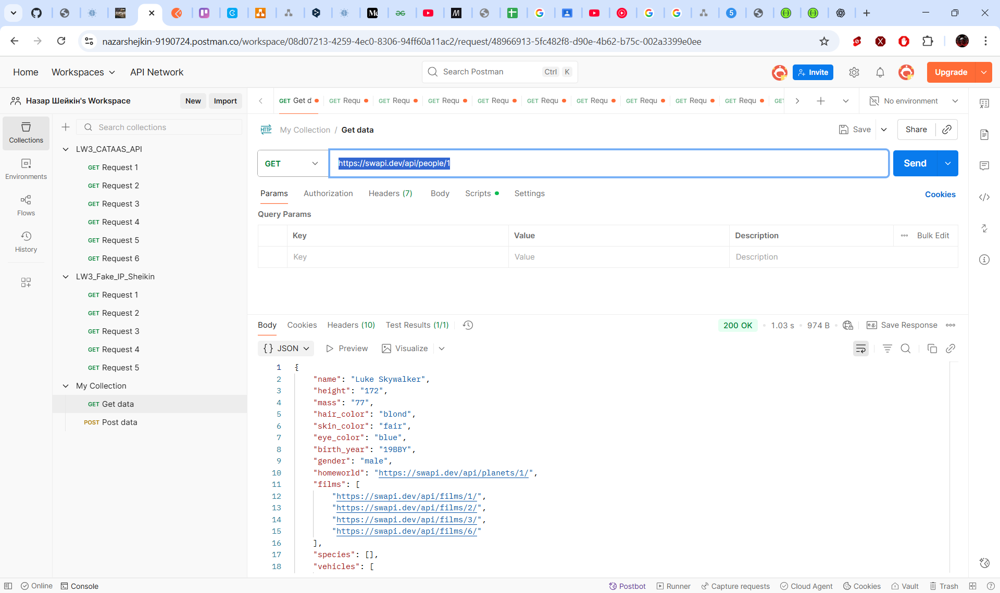 nazarshejkin-9190724.postman.co/workspace/08d07213-4259-4ec0-8306-94ff60a11ac2/request/48966913-5fc482f8-d90e-4b62-b75c-002a3399e0ee
Home Workspaces API Network
Search Postman Ctrl K
Invite Upgrade
Назар Шейкін's Workspace New Import
GET Get d GET Requ GET Requ GET Requ GET Requ GET Requ GET Requ GET Requ GET Requ GET Requ GET
No environment
Collections
Environments
Flows
History
Search collections
LW3_CATAAS_API
GET Request 1
GET Request 2
GET Request 3
GET Request 4
GET Request 5
GET Request 6
LW3_Fake_IP_Sheikin
GET Request 1
GET Request 2
GET Request 3
GET Request 4
GET Request 5
My Collection
GET Get data
POST Post data
HTTP My Collection / Get data
Save Share
GET https://swapi.dev/api/people/1 Send
Params Authorization Headers (7) Body Scripts Settings Cookies
Query Params
Key Value Description Bulk Edit
Key Value Description
Body Cookies Headers (10) Test Results (1/1)
200 OK 1.03 s 974 B e.g. Save Response
{} JSON Preview Visualize
1 {
2 "name": "Luke Skywalker",
3 "height": "172",
4 "mass": "77",
5 "hair_color": "blond",
6 "skin_color": "fair",
7 "eye_color": "blue",
8 "birth_year": "19BBY",
9 "gender": "male",
10 "homeworld": "https://swapi.dev/api/planets/1/",
11 "films": [
12 "https://swapi.dev/api/films/1/",
13 "https://swapi.dev/api/films/2/",
14 "https://swapi.dev/api/films/3/",
15 "https://swapi.dev/api/films/6/"
16 ],
17 "species": [],
18 "vehicles": [
Online Console
Postbot Runner Capture requests Cloud Agent Cookies Vault Trash